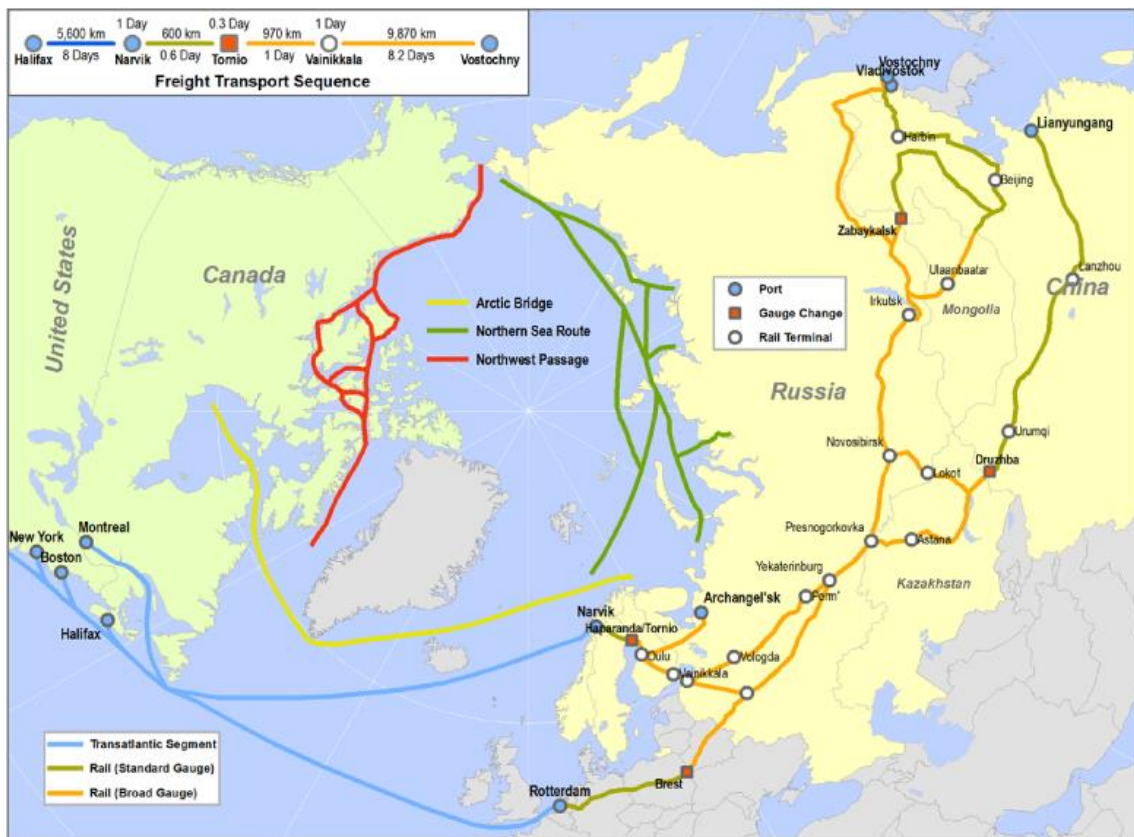 1 Day
0.3 Day
1 Day
5,600 km
600 km
970 km
9,870 km
Halifax
8 Days
Narvik
0.6 Day
Tornio
1 Day
Vainikkala
8.2 Days
Vostochny
Freight Transport Sequence
Vostochny
Vladivostok
Lianyungang
Harbin
Beijing
Zabaykalsk
Lanzhou
Ulaanbaatar
China
United States
Canada
Arctic Bridge
Northern Sea Route
Northwest Passage
Port
Gauge Change
Rail Terminal
Irkutsk
Mongolia
Russia
Urumqi
Novosibirsk
Lokot
Druzhba
Montreal
New York
Boston
Presnogorkovka
Astana
Yekaterinburg
Kazakhstan
Perm'
Halifax
Narvik
Archangel'sk
Haparanda/Tornio
Oulu
Vologda
Vainikkala
Transatlantic Segment
Rail (Standard Gauge)
Rail (Broad Gauge)
Brest
Rotterdam